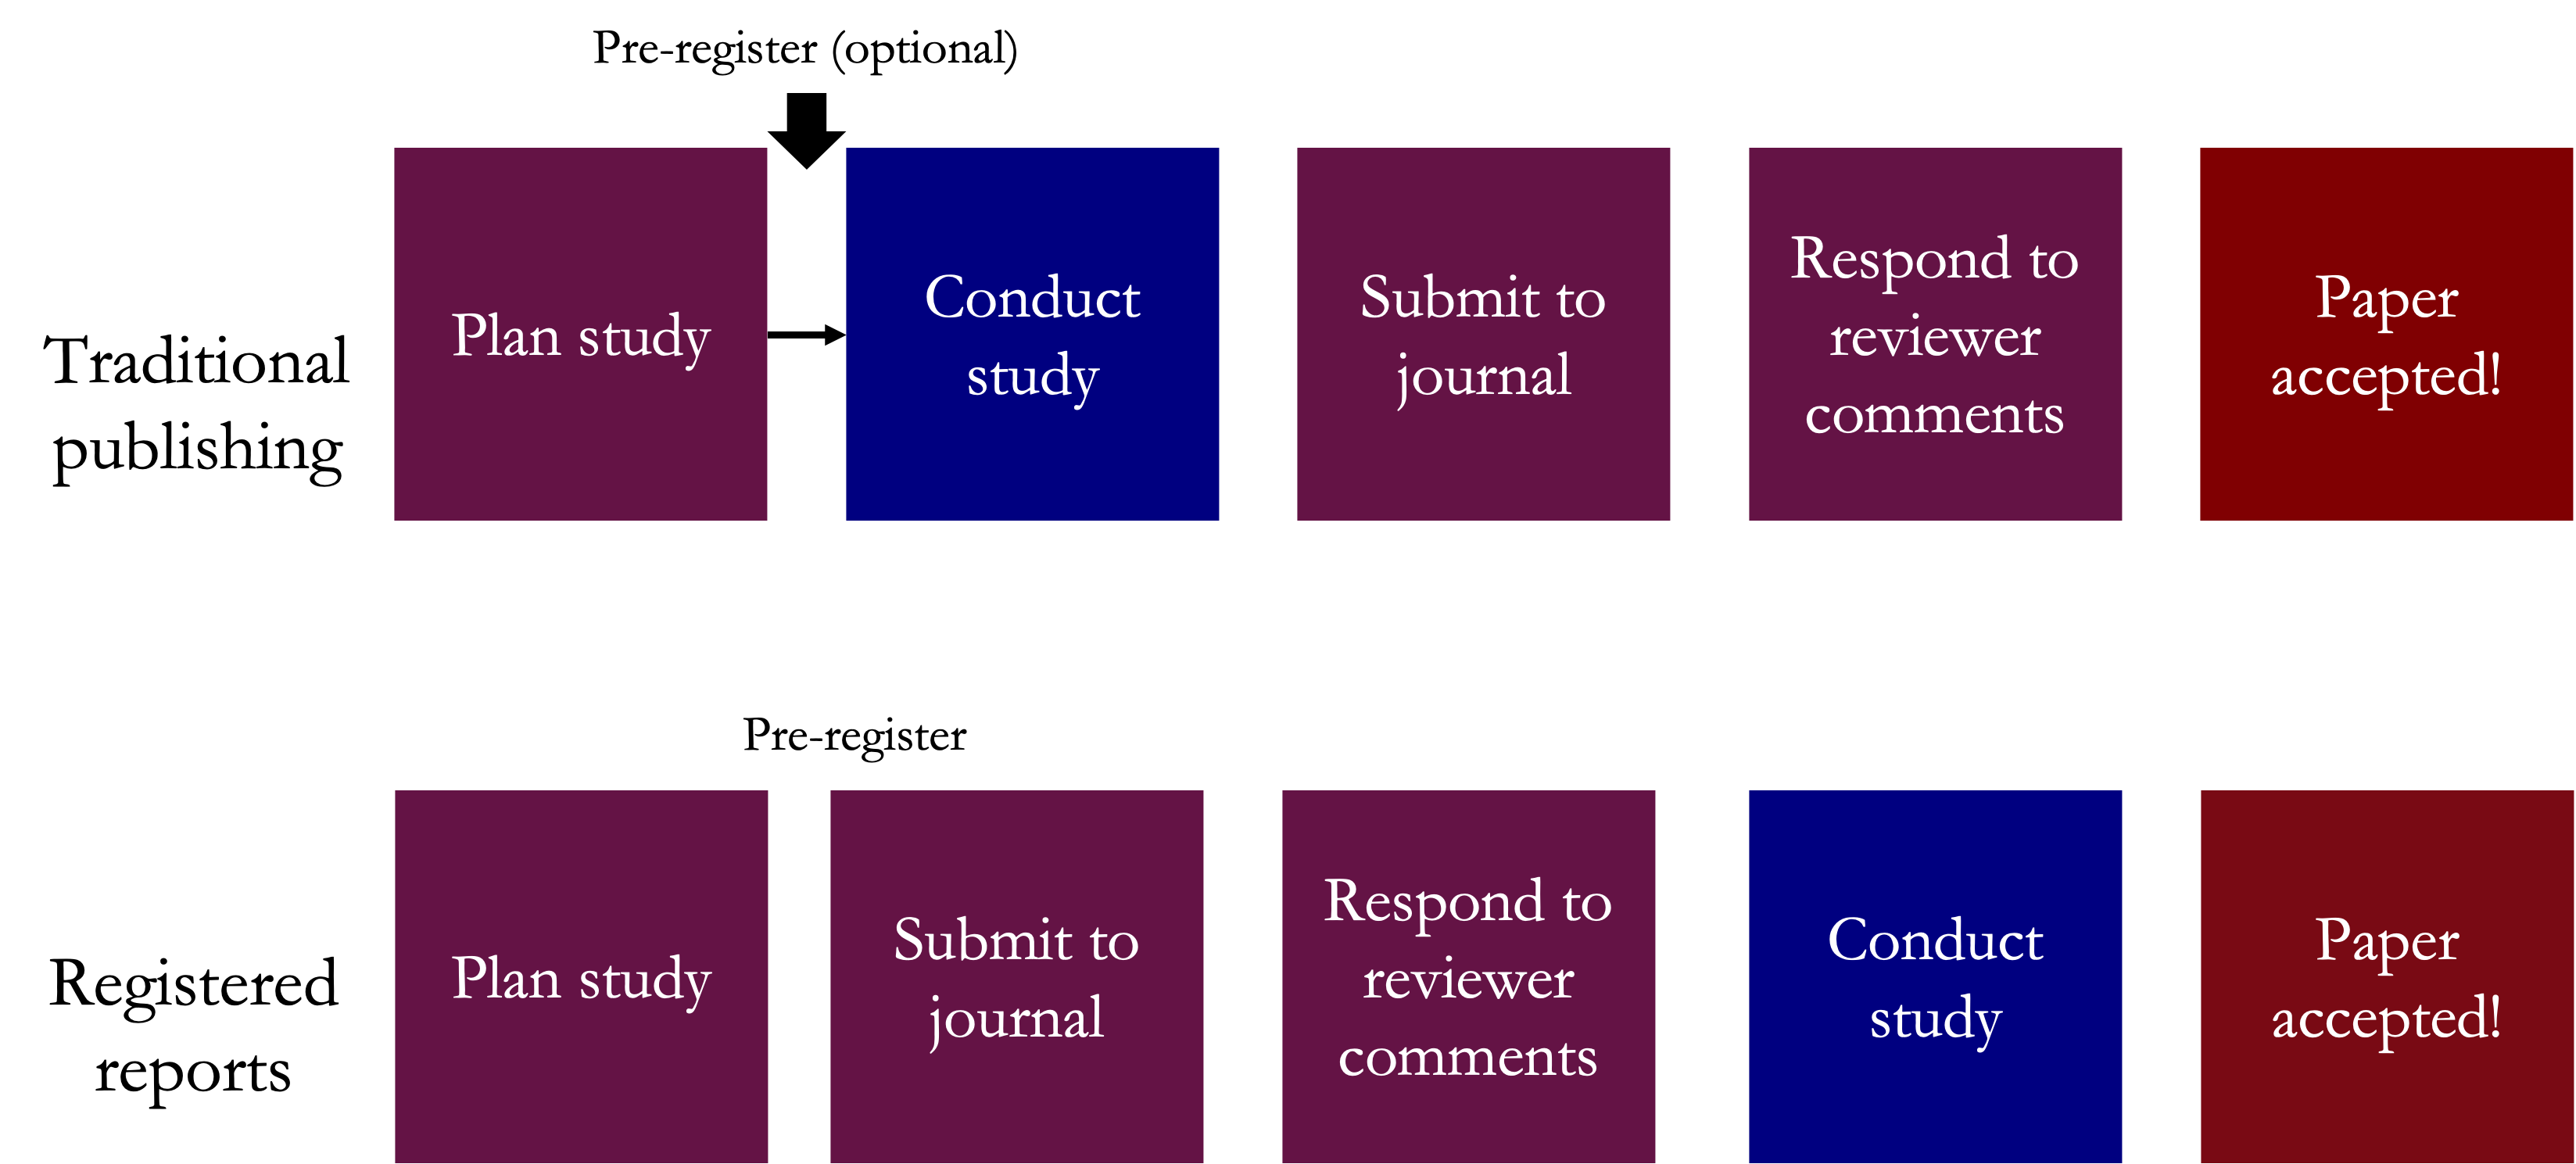 Pre-register (optional)
Traditional
publishing
Plan study
Conduct
study
Submit to
journal
Respond to
reviewer
comments
Paper
accepted!
Pre-register
Registered
reports
Plan study
Submit to
journal
Respond to
reviewer
comments
Conduct
study
Paper
accepted!